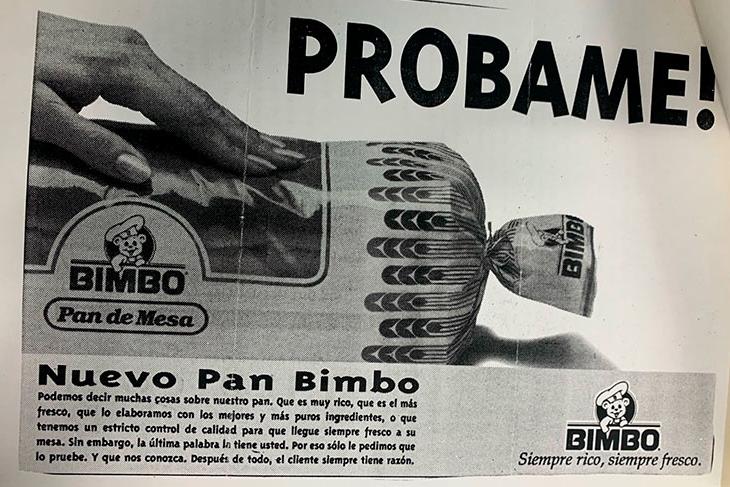 PROBAME!
BIMBO
BIMBO
Pan de Mesa
Nuevo Pan Bimbo
Podemos decir muchas cosas sobre nuestro pan. Que es muy rico, que es el más
fresco, que lo elaboramos con los mejores y más puros ingredientes, o que
tenemos un estricto control de calidad para que llegue siempre fresco a su
mesa. Sin embargo, la última palabra la tiene usted. Por eso sólo le pedimos que
lo pruebe. Y que nos conozca. Después de todo, el cliente siempre tiene razón.
BIMBO
Siempre rico, siempre fresco.